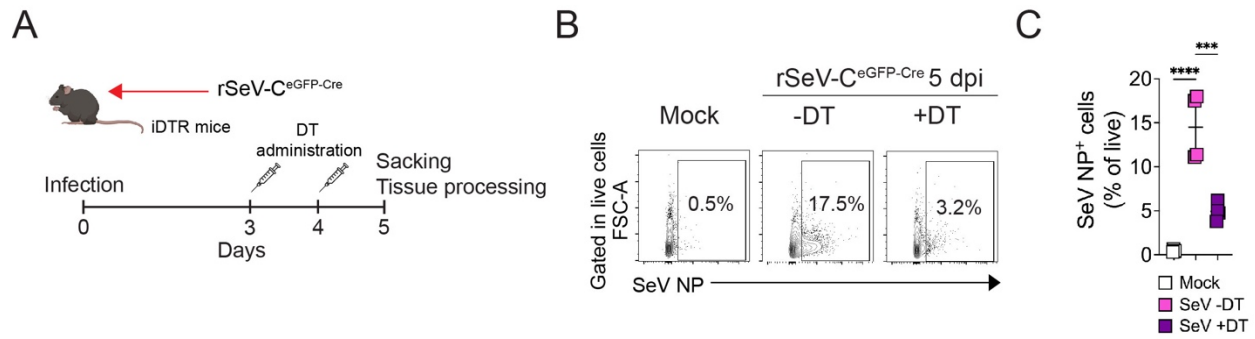 A
rSeV-C^eGFP-Cre
iDTR mice
DT
administration
Infection
Sacking
Tissue processing
0
3
4
5
Days
B
rSeV-C^eGFP-Cre 5 dpi
Mock
-DT
+DT
Gated in live cells
FSC-A
0.5%
17.5%
3.2%
SeV NP
C
****
***
SeV NP+ cells
(% of live)
20
15
10
5
0
Mock
SeV -DT
SeV +DT